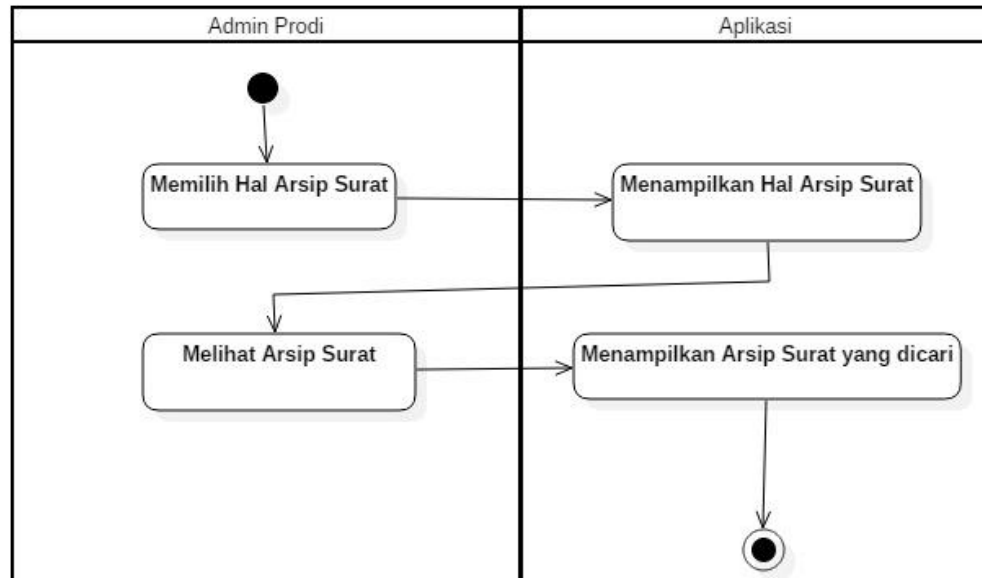 Admin Prodi
Aplikasi
Memilih Hal Arsip Surat
Menampilkan Hal Arsip Surat
Melihat Arsip Surat
Menampilkan Arsip Surat yang dicari